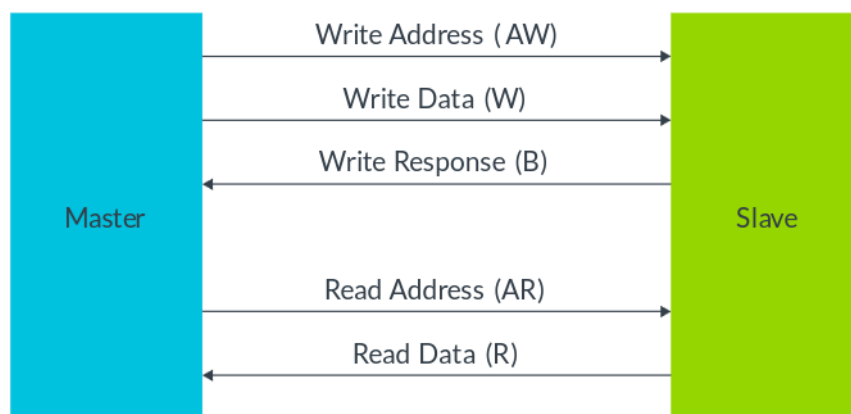 Write Address (AW)
Write Data (W)
Write Response (B)
Master
Slave
Read Address (AR)
Read Data (R)